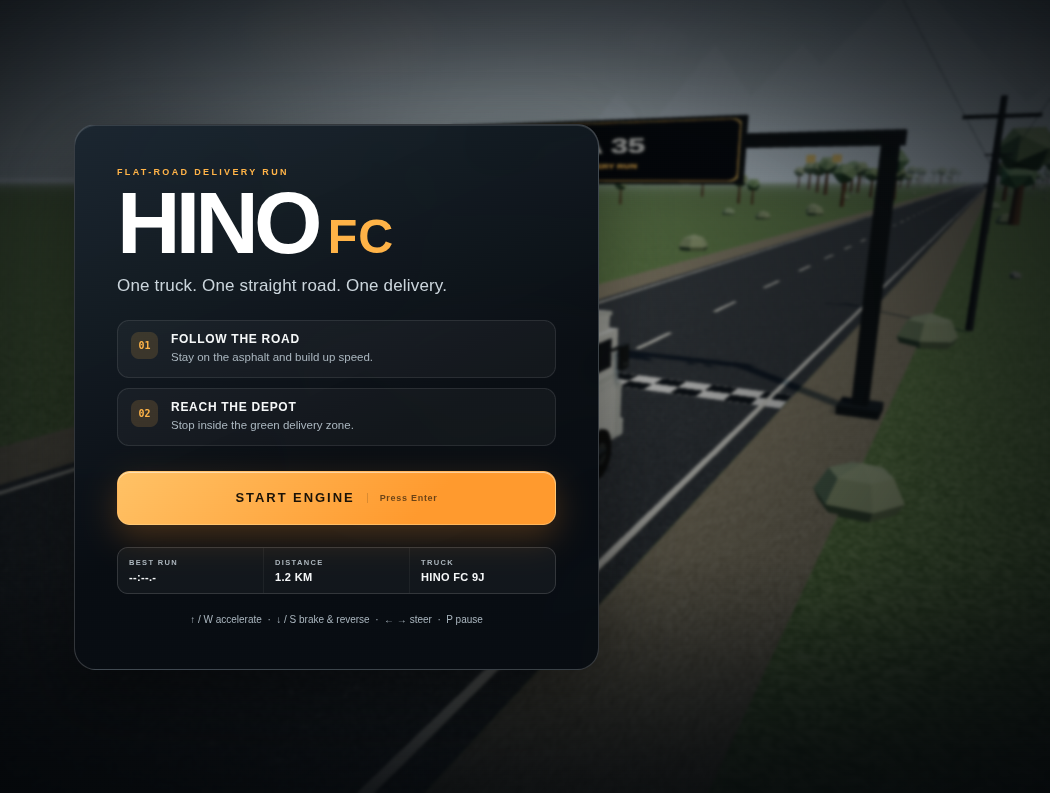 35
FLAT-ROAD DELIVERY RUN
HINO FC
One truck. One straight road. One delivery.
01
FOLLOW THE ROAD
Stay on the asphalt and build up speed.
02
REACH THE DEPOT
Stop inside the green delivery zone.
START ENGINE | Press Enter
BEST RUN
--:--.-
DISTANCE
1.2 KM
TRUCK
HINO FC 9J
↑ / W accelerate · ↓ / S brake & reverse · ← → steer · P pause